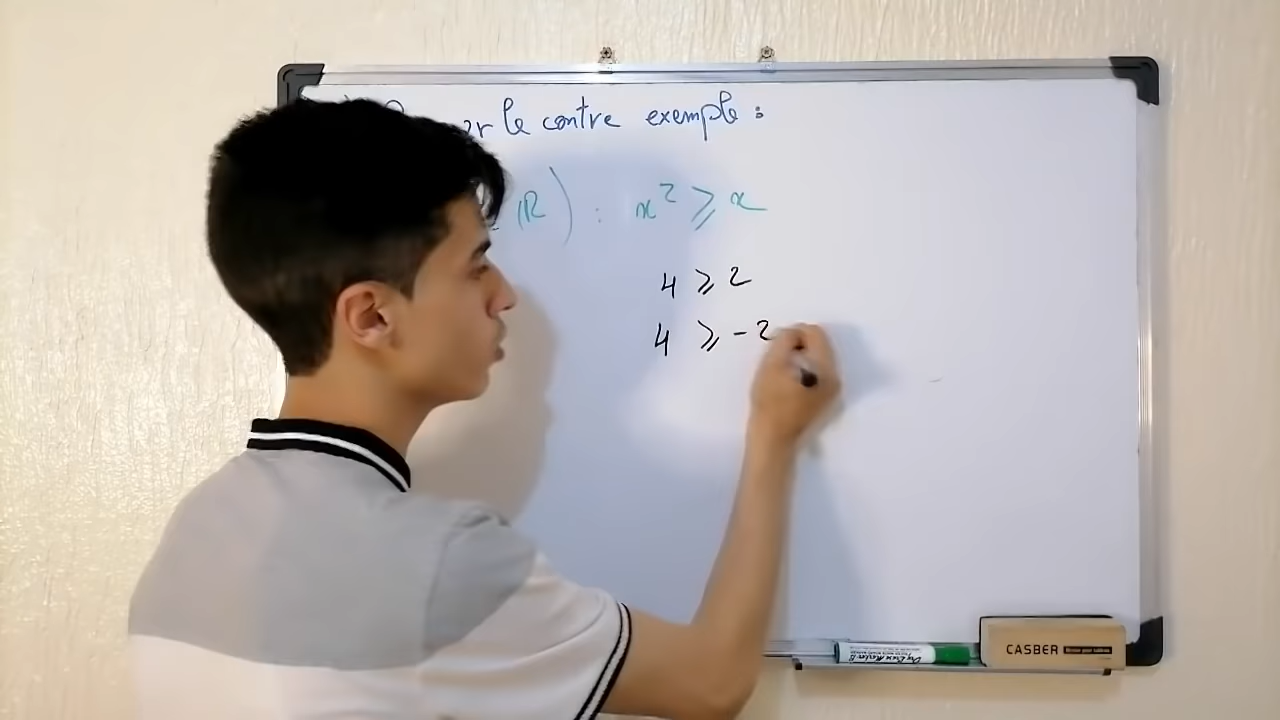 le contre exemple :
ℝ) : x² ⩾ x
4 ⩾ 2
4 ⩾ -2
CASBER